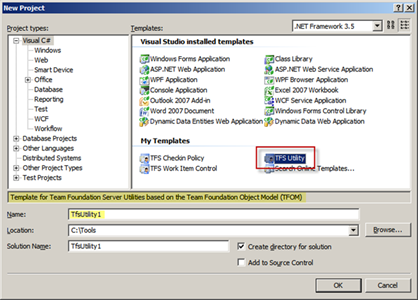 New Project
Project types:
Templates:
.NET Framework 3.5
Visual C#
Windows
Web
Smart Device
Office
Database
Reporting
Test
WCF
Workflow
Database Projects
Other Languages
Distributed Systems
Other Project Types
Test Projects
Visual Studio installed templates
Windows Forms Application
Class Library
ASP.NET Web Application
ASP.NET Web Service Application
WPF Application
WPF Browser Application
Console Application
Excel 2007 Workbook
Outlook 2007 Add-in
WCF Service Application
Word 2007 Document
Windows Forms Control Library
Dynamic Data Entities Web Application
Dynamic Data Web Application
My Templates
TFS Checkin Policy
TFS Utility
TFS Work Item Control
Search Online Templates...
Template for Team Foundation Server Utilities based on the Team Foundation Object Model (TFOM)
Name:
TfsUtility1
Location:
C:\Tools
Browse...
Solution Name:
TfsUtility1
Create directory for solution
Add to Source Control
OK
Cancel